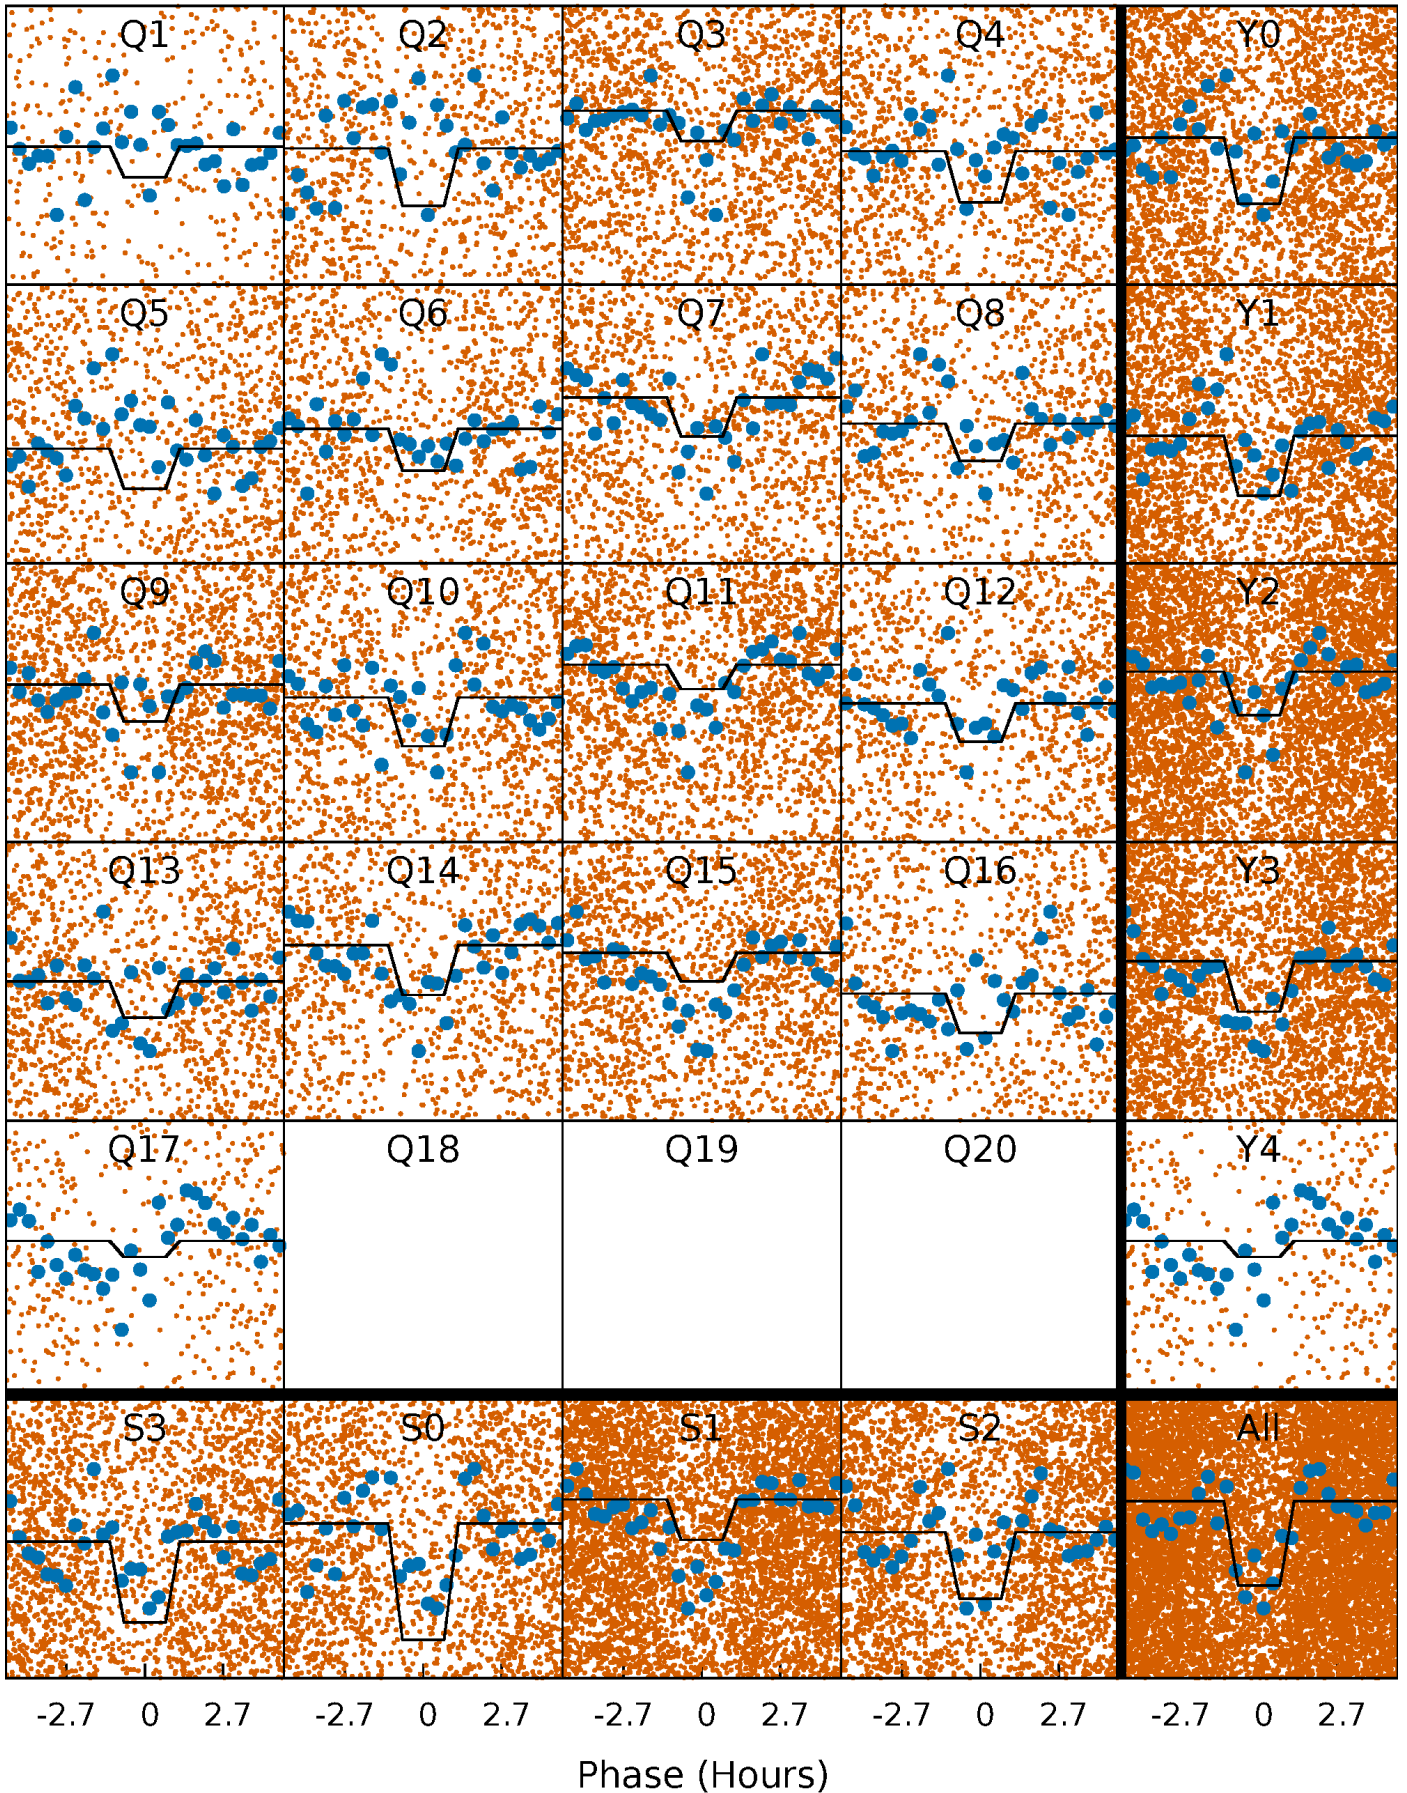 Q1 Q2 Q3 Q4 Y0
Q5 Q6 Q7 Q8 Y1
Q9 Q10 Q11 Q12 Y2
Q13 Q14 Q15 Q16 Y3
Q17 Q18 Q19 Q20 Y4
S3 S0 S1 S2 All
-2.7 0 2.7 -2.7 0 2.7 -2.7 0 2.7 -2.7 0 2.7 -2.7 0 2.7
Phase (Hours)